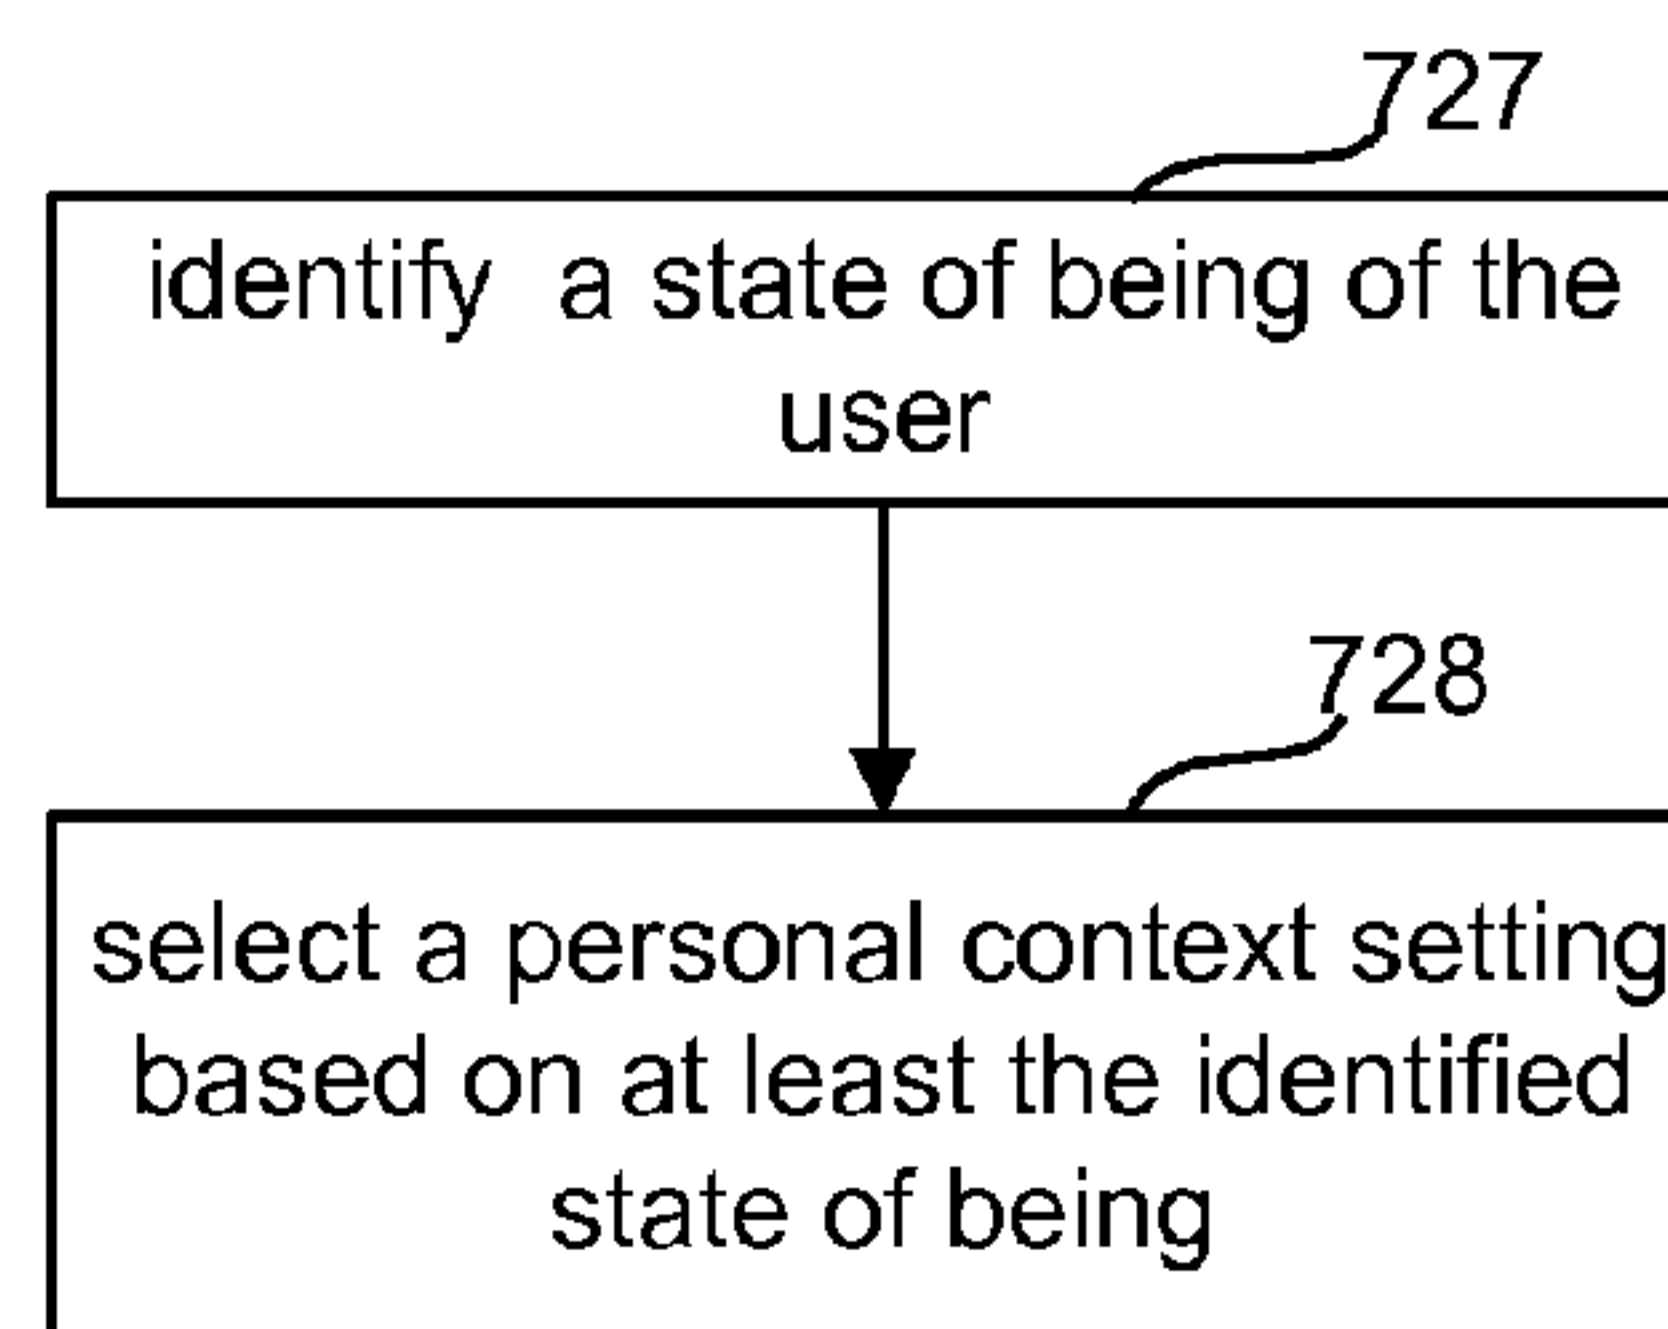 727
identify a state of being of the
user
728
select a personal context setting
based on at least the identified
state of being